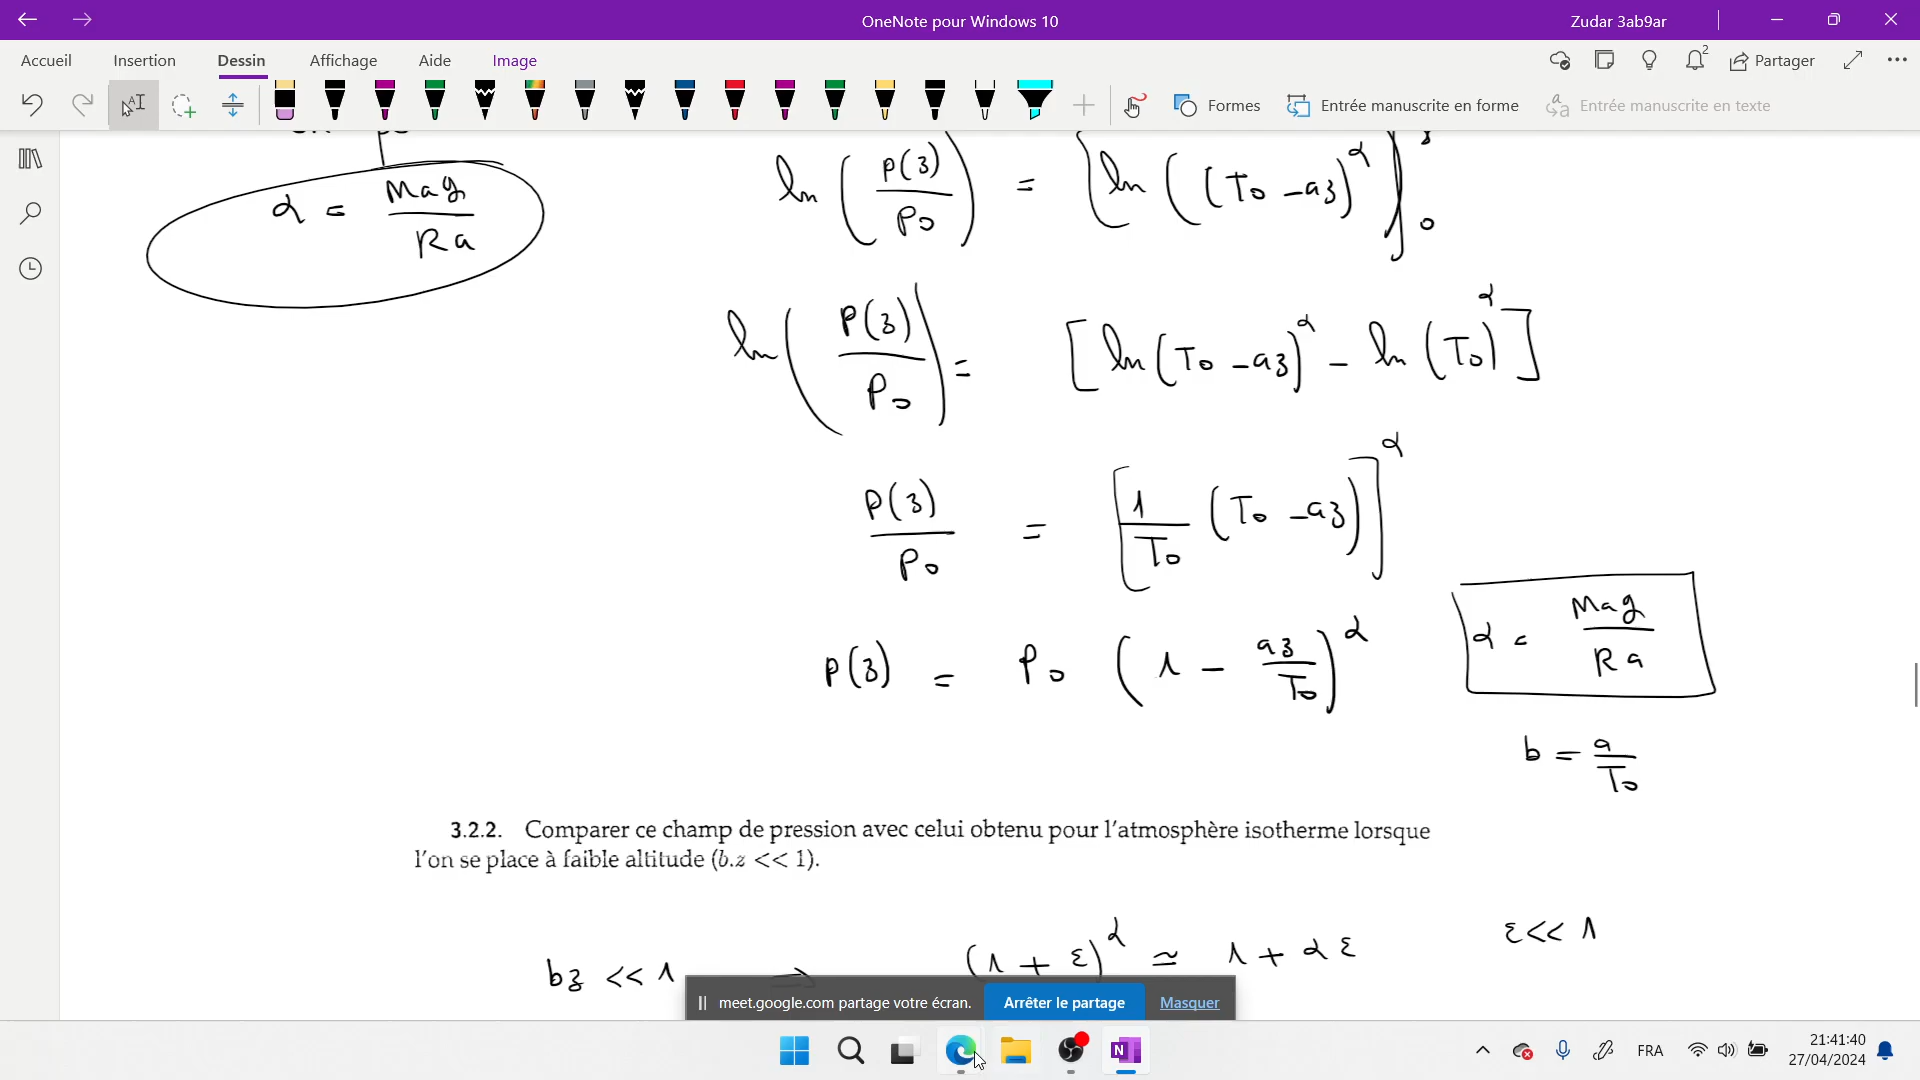 OneNote pour Windows 10
Zudar 3ab9ar
Accueil Insertion Dessin Affichage Aide Image
2
Partager
Formes
Entrée manuscrite en forme
Entrée manuscrite en texte
α = Mag / Ra
ln ( P(z) / P0 ) = [ ln ( (T0 - az)^α ) ]_0^z
ln ( P(z) / P0 ) = [ ln (T0 - az)^α - ln (T0)^α ]
P(z) / P0 = [ 1/T0 (T0 - az) ]^α
P(z) = P0 ( 1 - az/T0 )^α
α = Mag / Ra
b = a / T0
3.2.2. Comparer ce champ de pression avec celui obtenu pour l'atmosphère isotherme lorsque
l'on se place à faible altitude (b.z << 1).
bz << 1 ⇒ (1 + ε)^α ≃ 1 + α ε
ε << 1
meet.google.com partage votre écran.
Arrêter le partage
Masquer
FRA
21:41:40
27/04/2024